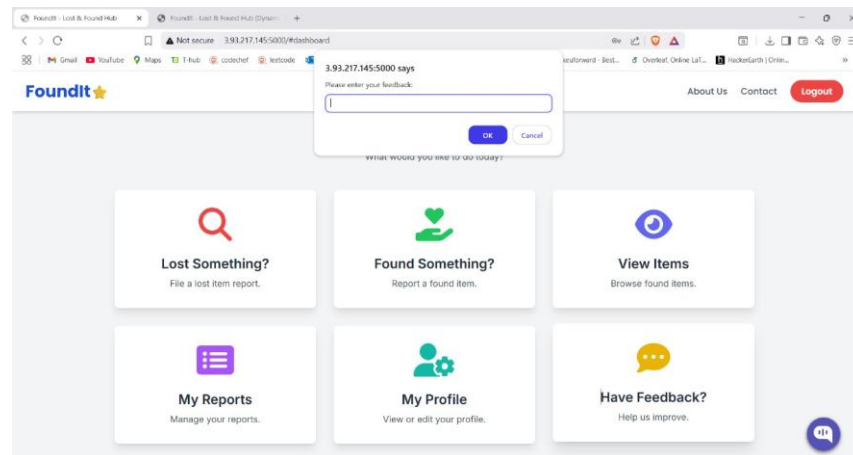 FoundIt - Lost & Found Hub
FoundIt - Lost & Found Hub (Dynam
Not secure 3.93.217.145:5000/#dashboard
Gmail YouTube Maps T-hub codechef leetcode
keuforward - Best... Overleaf, Online LaT... HackerEarth | Onlin...
3.93.217.145:5000 says
Please enter your feedback:
OK Cancel
FoundIt
About Us Contact Logout
What would you like to do today?
Lost Something?
File a lost item report.
Found Something?
Report a found item.
View Items
Browse found items.
My Reports
Manage your reports.
My Profile
View or edit your profile.
Have Feedback?
Help us improve.